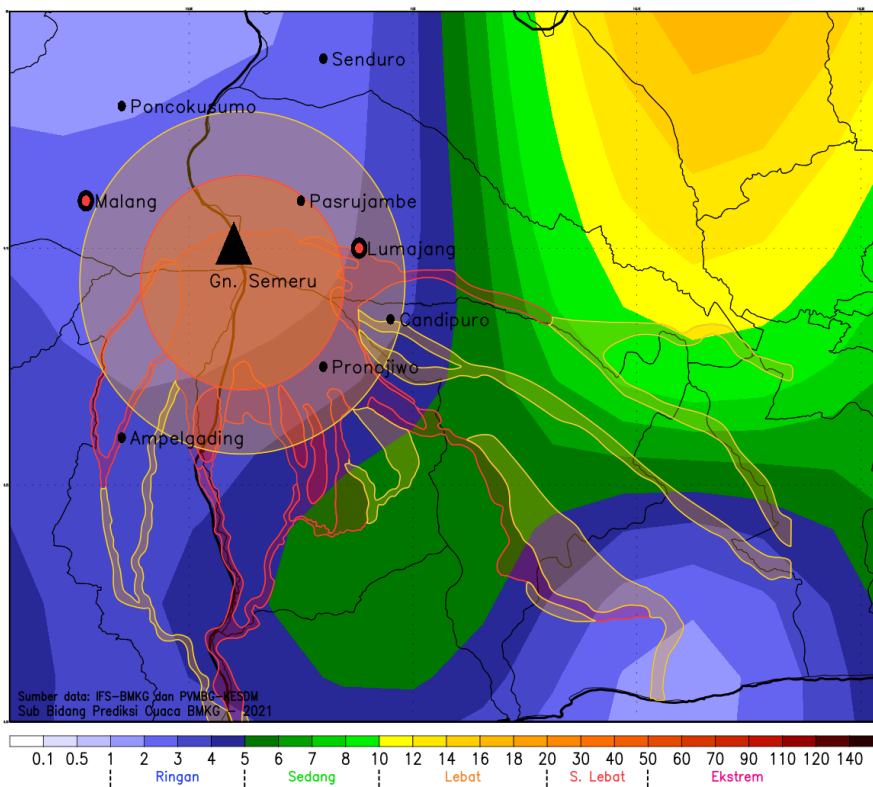 Senduro
Poncokusumo
Malang
Pasrujambe
Lumajang
Gn. Semeru
Candipuro
Pronojiwo
Ampelgading
Sumber data: IFS-BMKG dan PVMBG-KESDM
Sub Bidang Prediksi Cuaca BMKG - 2021
0.1 0.5 1 2 3 4 5 6 7 8 10 12 14 16 18 20 30 40 50 60 70 90 110 120 140
Ringan Sedang Lebat S. Lebat Ekstrem